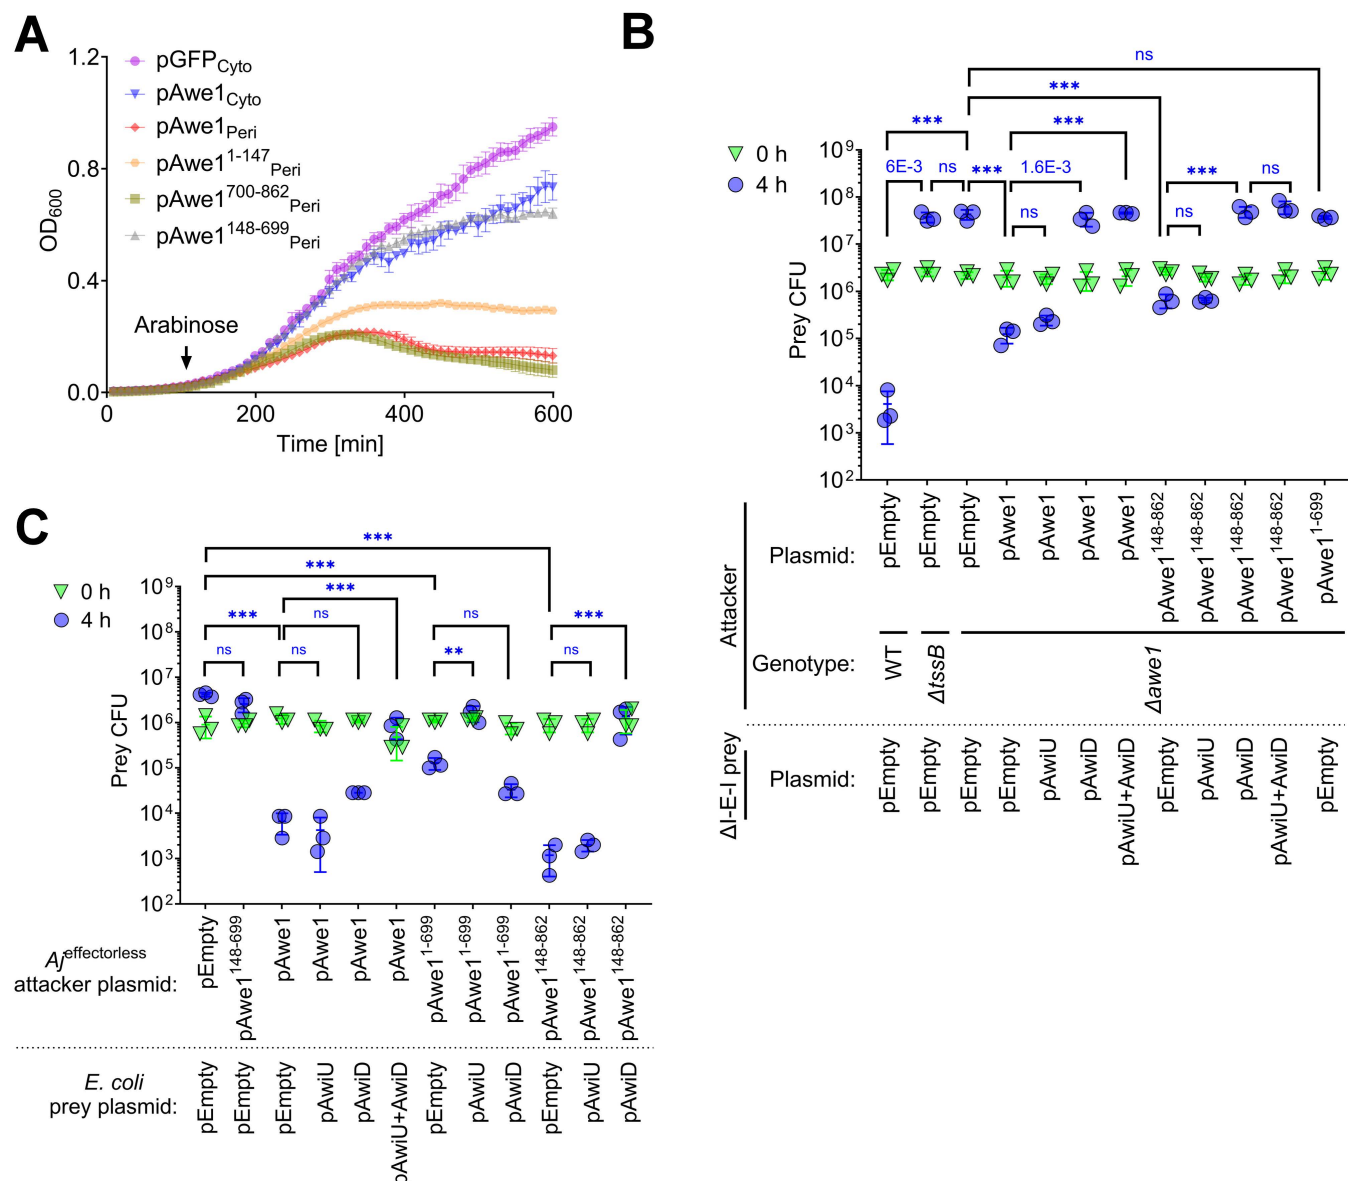 A
1.2
0.8
0.4
0.0
OD600
pGFPCyto
pAwe1Cyto
pAwe1Peri
pAwe11-147Peri
pAwe1700-862Peri
pAwe1148-699Peri
Arabinose
0
200
400
600
Time [min]
B
0 h
4 h
ns
***
***
***
6E-3
ns
***
1.6E-3
ns
***
ns
ns
10⁹
10⁸
10⁷
10⁶
10⁵
10⁴
10³
10²
Prey CFU
Attacker
Plasmid:
pEmpty
pEmpty
pEmpty
pAwe1
pAwe1
pAwe1
pAwe1
pAwe1148-862
pAwe1148-862
pAwe1148-862
pAwe1148-862
pAwe11-699
Genotype:
WT
ΔtssB
Δawe1
ΔI-E-I prey
Plasmid:
pEmpty
pEmpty
pEmpty
pEmpty
pAwiU
pAwiD
pAwiU+AwiD
pEmpty
pAwiU
pAwiD
pAwiU+AwiD
pEmpty
C
0 h
4 h
***
***
***
***
ns
ns
***
ns
ns
**
ns
10⁹
10⁸
10⁷
10⁶
10⁵
10⁴
10³
10²
Prey CFU
Ajeffectorless
attacker plasmid:
pEmpty
pAwe1148-699
pAwe1
pAwe1
pAwe1
pAwe1
pAwe11-699
pAwe11-699
pAwe11-699
pAwe1148-862
pAwe1148-862
pAwe1148-862
E. coli
prey plasmid:
pEmpty
pEmpty
pEmpty
pAwiU
pAwiD
pAwiU+AwiD
pEmpty
pAwiU
pAwiD
pEmpty
pAwiU
pAwiD